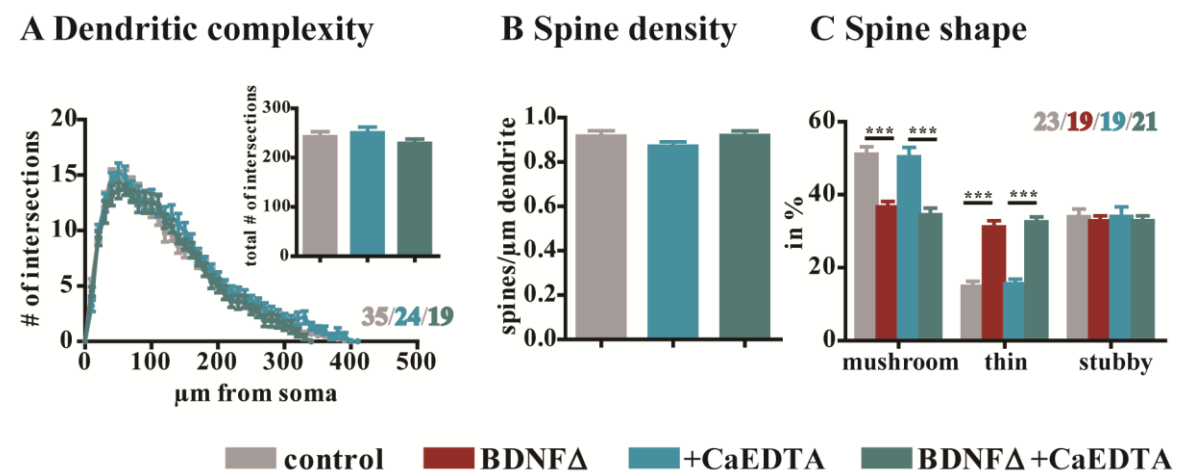 A Dendritic complexity
B Spine density
C Spine shape
# of intersections
20
15
10
5
0
0 100 200 300 400 500
µm from soma
total # of intersections
300
200
100
0
35/24/19
spines/µm dendrite
1.0
0.8
0.6
0.4
0.2
0.0
in %
60
40
20
0
23/19/19/21
*** ***
*** ***
mushroom thin stubby
control BDNFΔ +CaEDTA BDNFΔ +CaEDTA